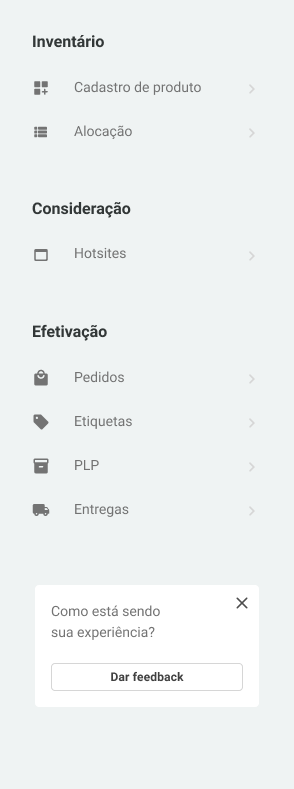 Inventário
Cadastro de produto
Alocação
Consideração
Hotsites
Efetivação
Pedidos
Etiquetas
PLP
Entregas
Como está sendo
sua experiência?
Dar feedback